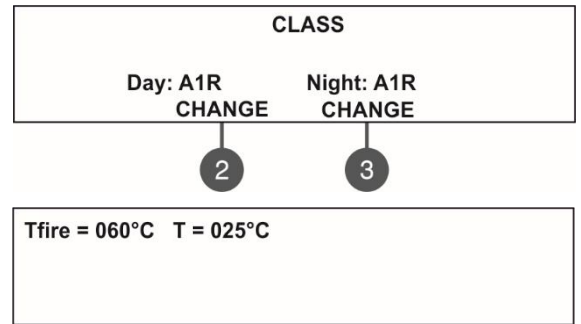 CLASS
Day: A1R Night: A1R
CHANGE CHANGE
2 3
Tfire = 060°C T = 025°C